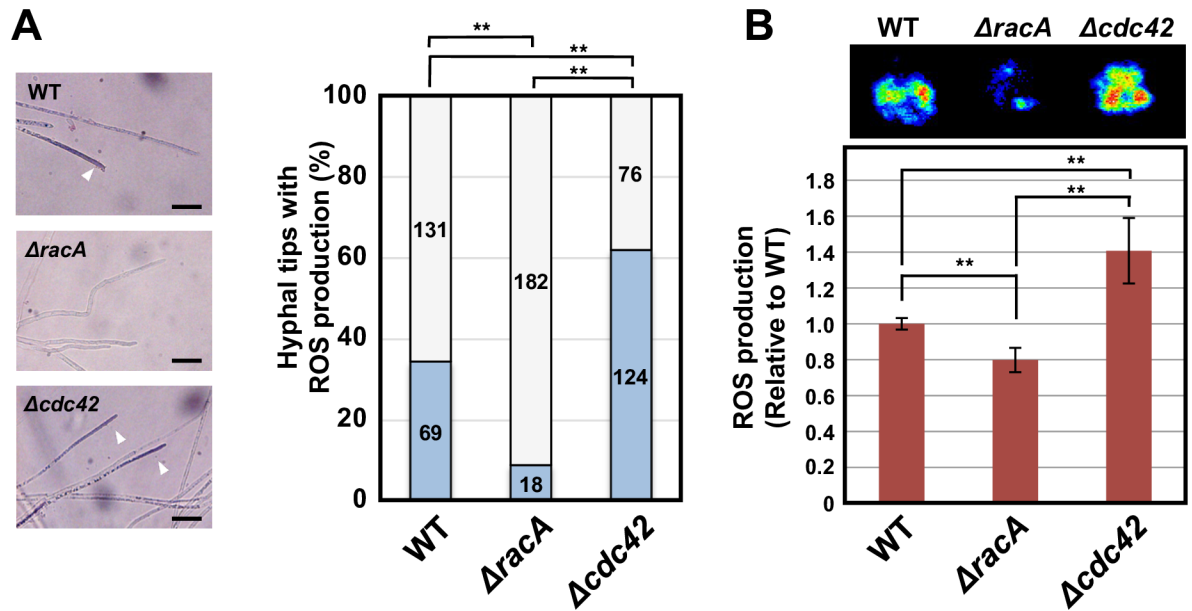 A
WT
ΔracA
Δcdc42
Hyphal tips with
ROS production (%)
100
80
60
40
20
0
**
**
**
131
69
182
18
76
124
WT
ΔracA
Δcdc42
B
WT ΔracA Δcdc42
ROS production
(Relative to WT)
1.8
1.6
1.4
1.2
1.0
0.8
0.6
0.4
0.2
0
**
**
**
WT
ΔracA
Δcdc42